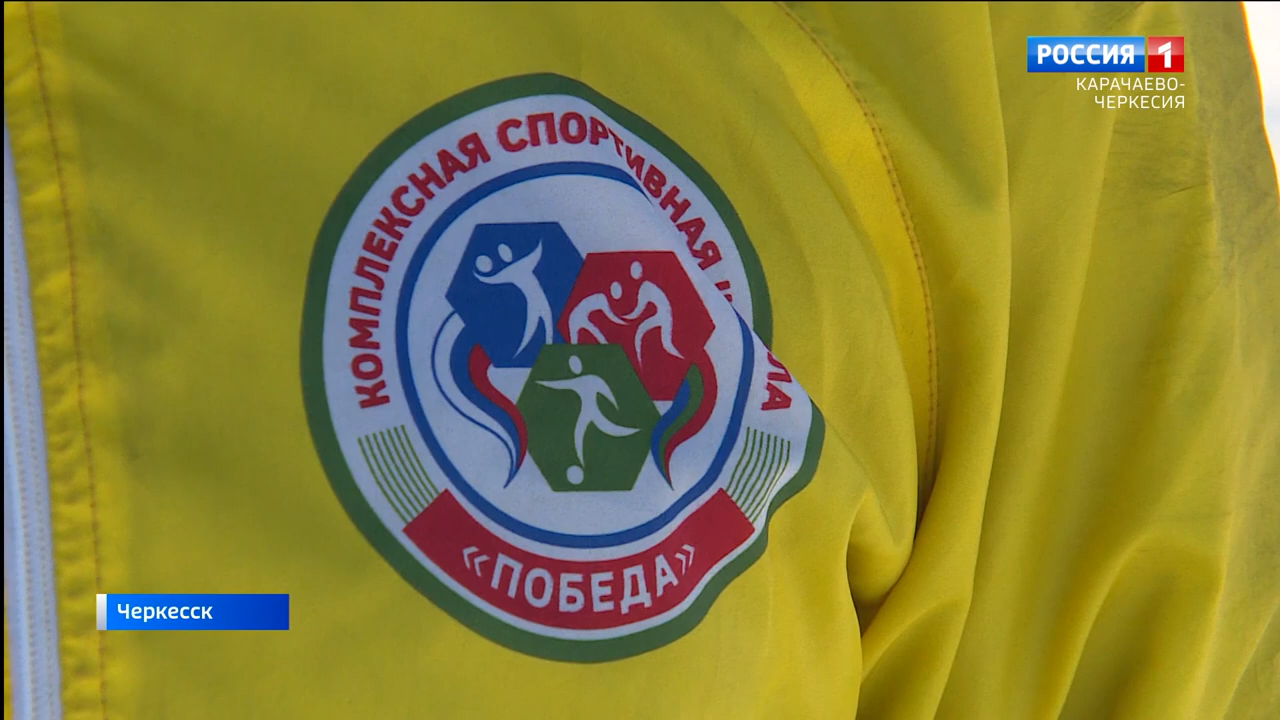 РОССИЯ 1
КАРАЧАЕВО-
ЧЕРКЕСИЯ
КОМПЛЕКСНАЯ СПОРТИВНАЯ
«ПОБЕДА»
Черкесск